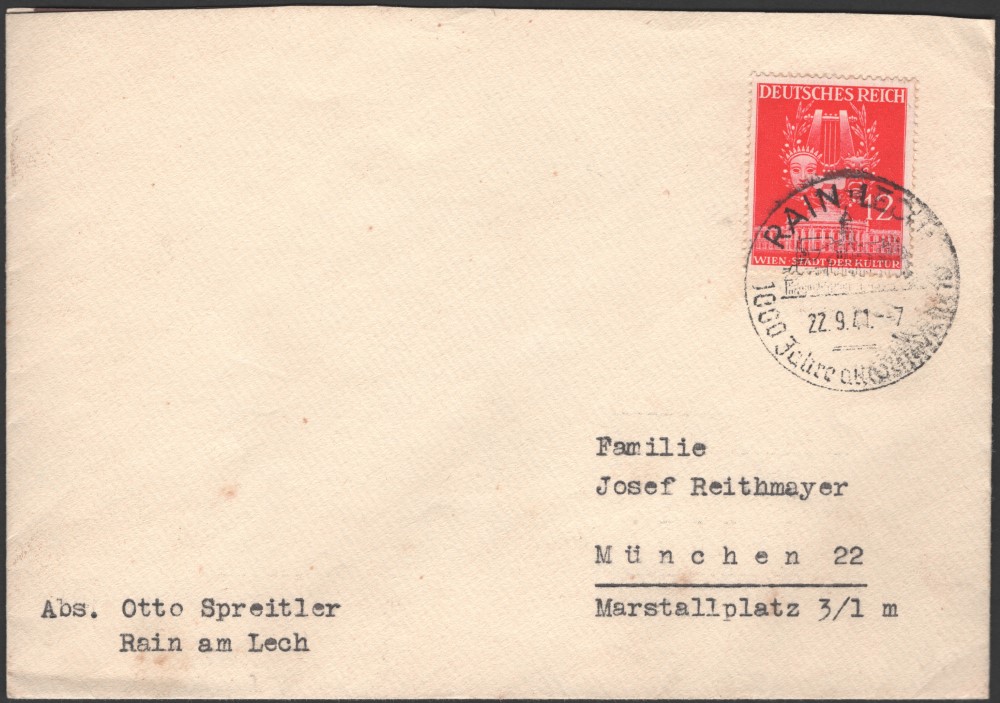 DEUTSCHES REICH
12
WIEN-STADT DER KULTUR
RAIN
22.9.41.--7
1000 Jahre
Familie
Josef Reithmayer
München 22
Marstallplatz 3/1 m
Abs. Otto Spreitler
Rain am Lech